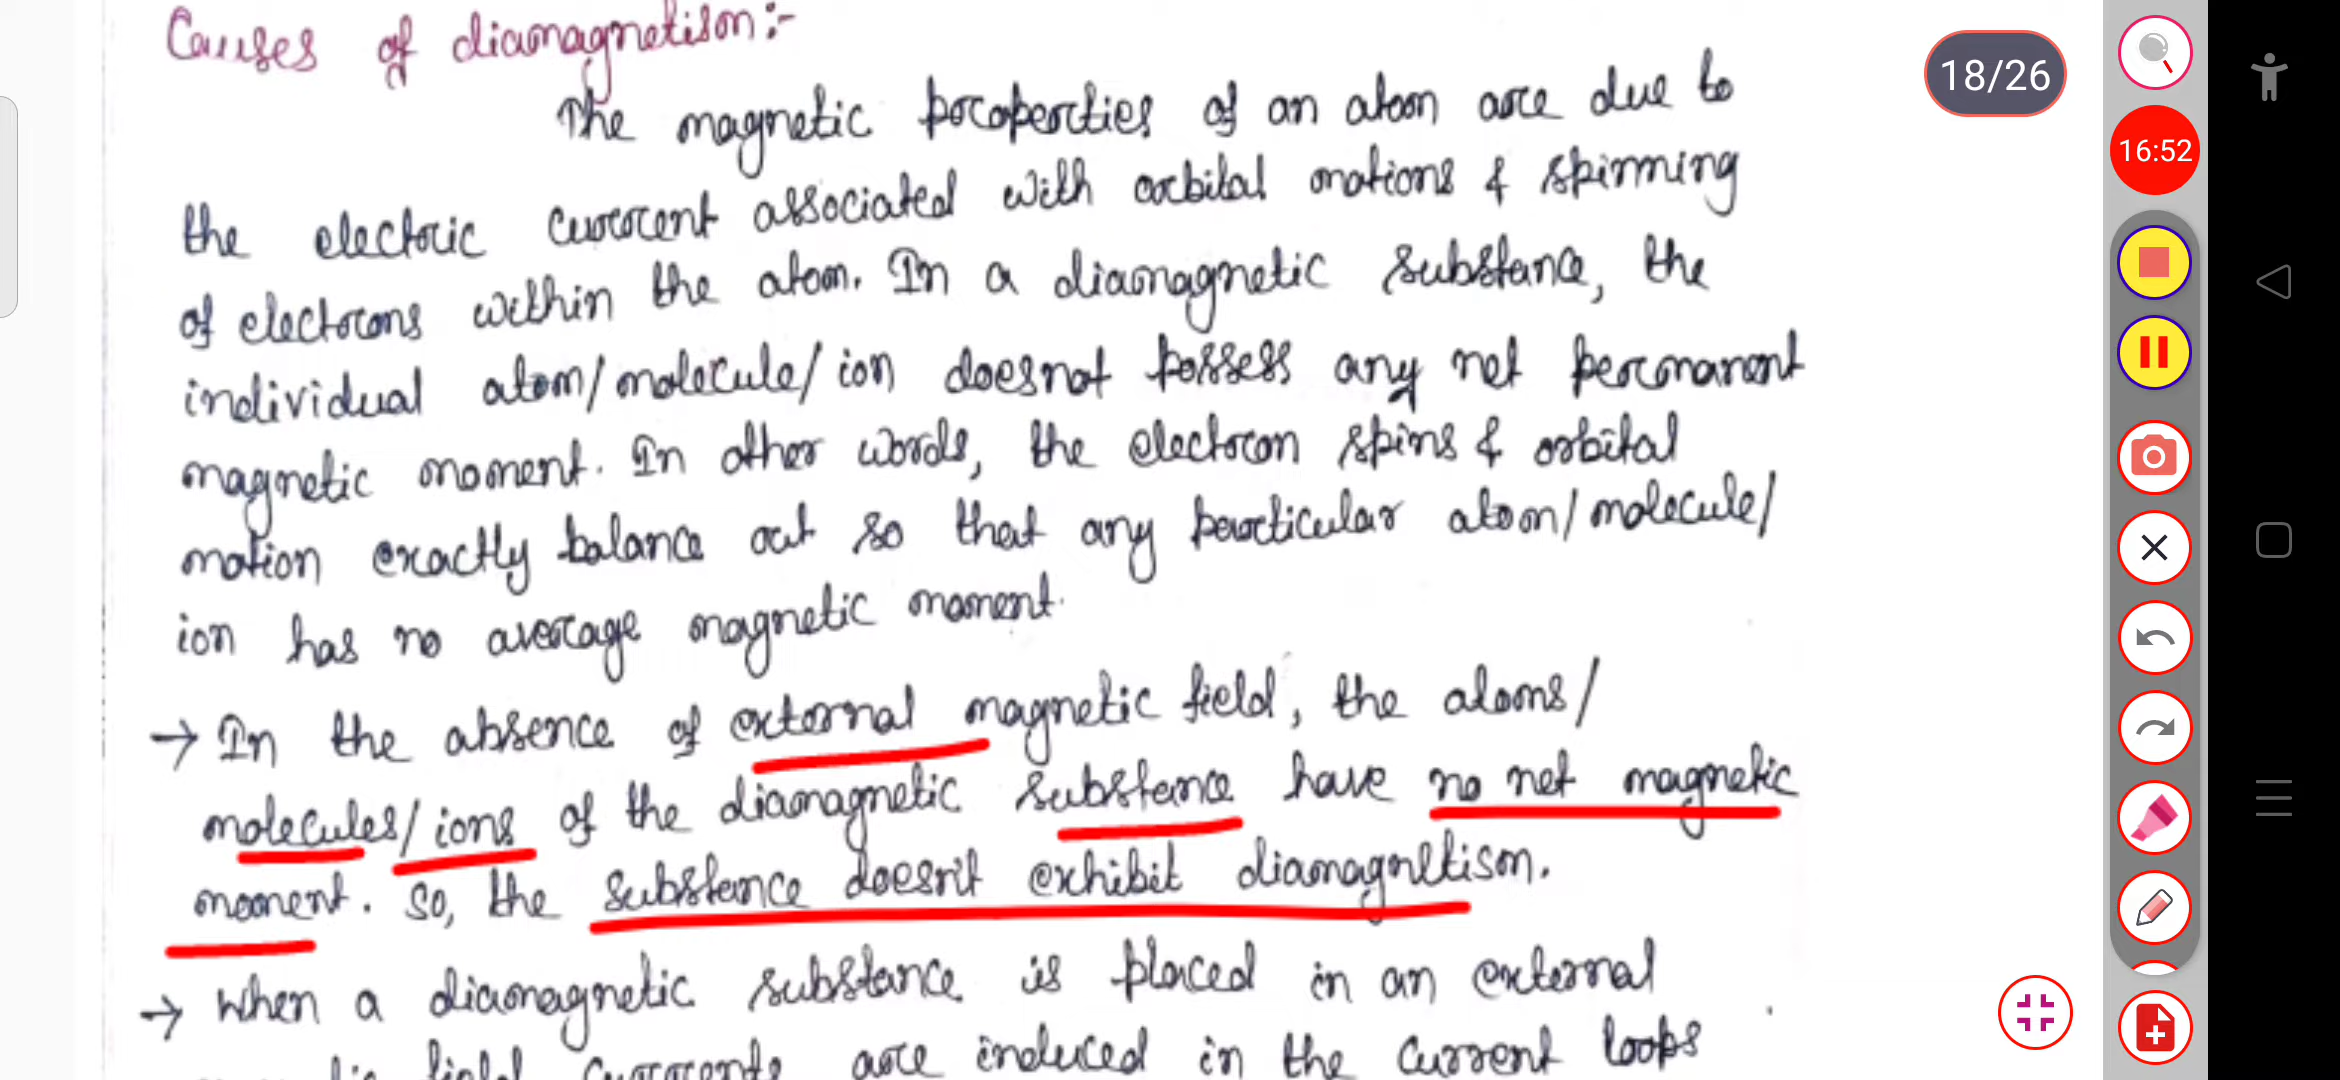 Causes of diamagnetism:-
18/26
The magnetic properties of an atom are due to
16:52
the electric current associated with orbital motions & spinning
of electrons within the atom. In a diamagnetic substance, the
individual atom/molecule/ion doesnot possess any net permanant
magnetic moment. In other words, the electron spins & orbital
motion exactly balance out so that any particular atom/molecule/
ion has no average magnetic moment.
→ In the absence of external magnetic field, the atoms/
molecules/ions of the diamagnetic substance have no net magnetic
moment. So, the substance doesn't exhibit diamagnetism.
→ When a diamagnetic substance is placed in an external
field currents are induced in the current loops